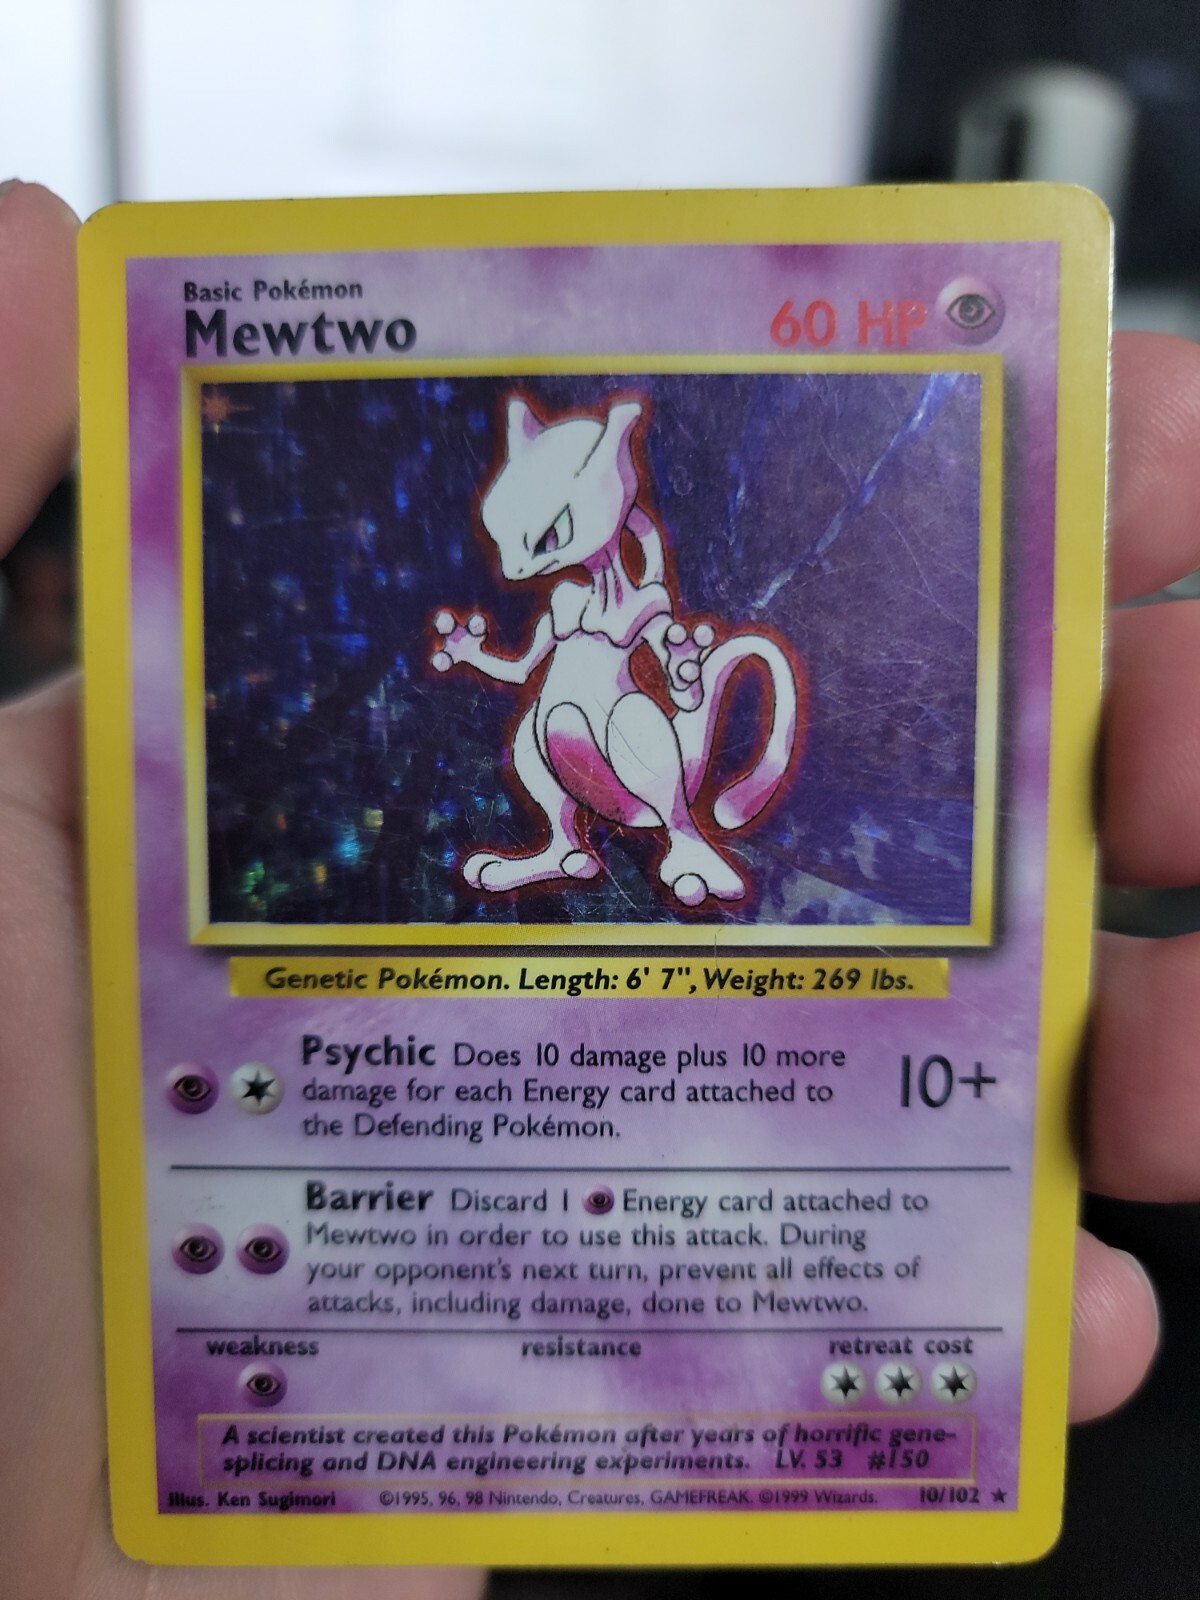 Basic Pokémon
Mewtwo
60 HP
Genetic Pokémon. Length: 6' 7", Weight: 269 lbs.
Psychic Does 10 damage plus 10 more
damage for each Energy card attached to
the Defending Pokémon.
10+
Barrier Discard 1 Energy card attached to
Mewtwo in order to use this attack. During
your opponent's next turn, prevent all effects of
attacks, including damage, done to Mewtwo.
weakness resistance retreat cost
A scientist created this Pokémon after years of horrific gene-
splicing and DNA engineering experiments. LV. 53 #150
Illus. Ken Sugimori ©1995, 96, 98 Nintendo, Creatures, GAMEFREAK. ©1999 Wizards. 10/102 ★